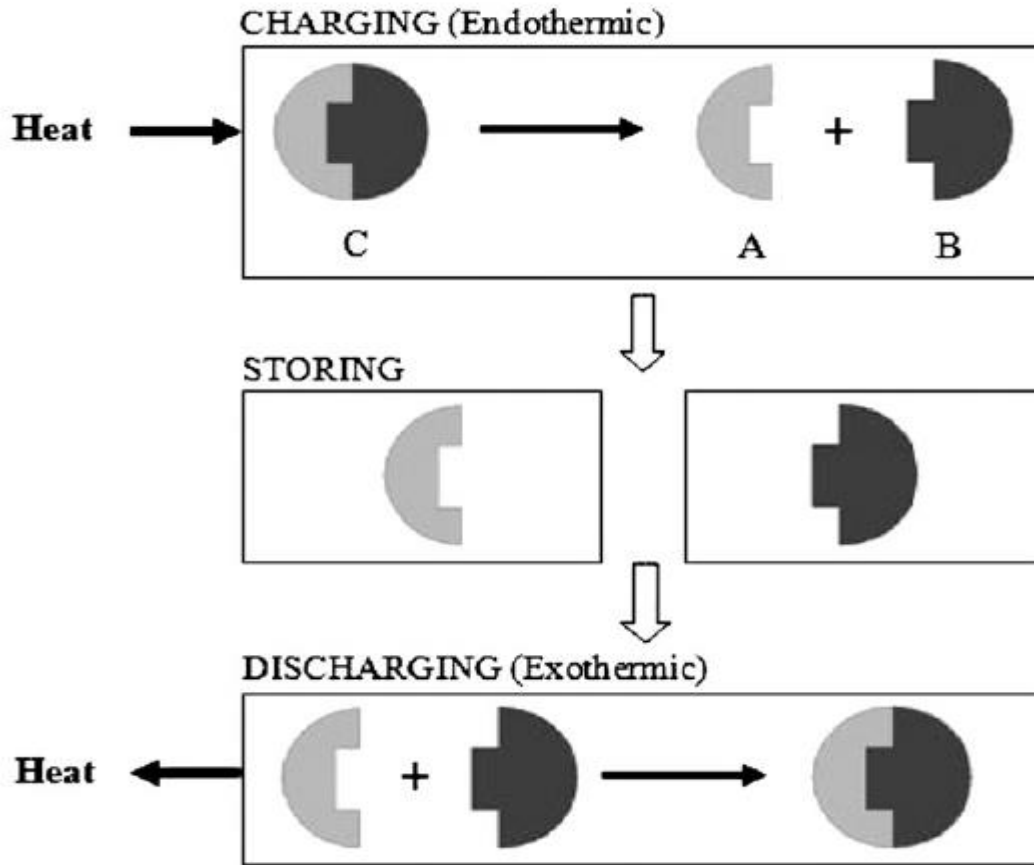 CHARGING (Endothermic)
Heat
+
C
A
B
STORING
DISCHARGING (Exothermic)
Heat
+